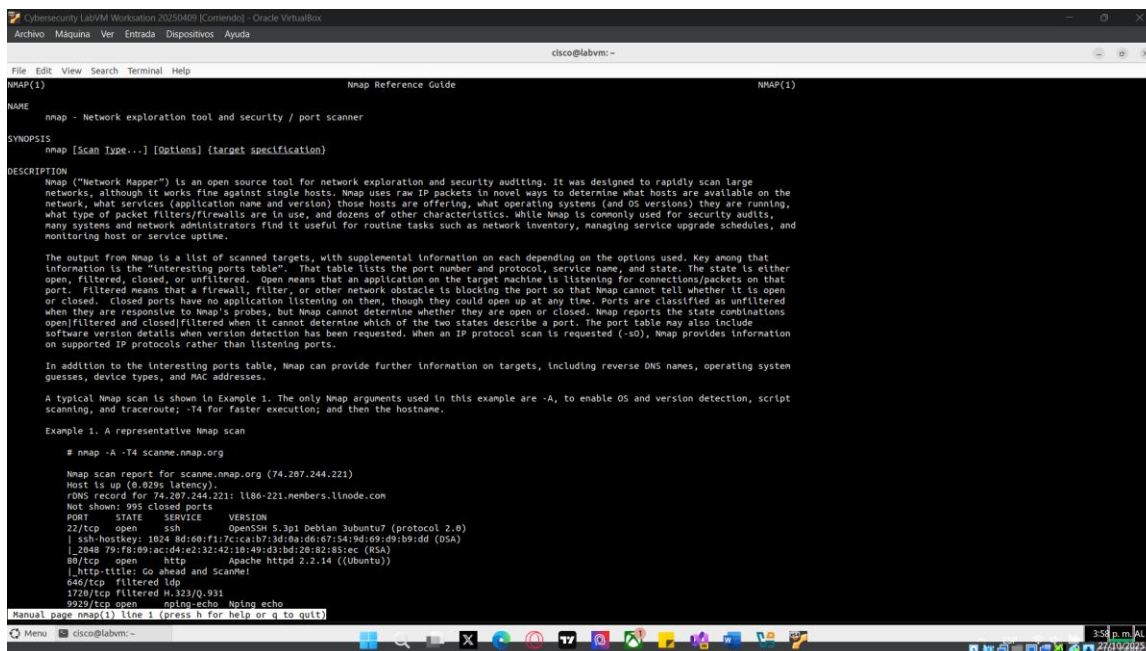 Cybersecurity LabVM Worksation 20250409 [Corriendo] - Oracle VirtualBox
Archivo Máquina Ver Entrada Dispositivos Ayuda
cisco@labvm: ~
File Edit View Search Terminal Help
NMAP(1) Nmap Reference Guide NMAP(1)
NAME
nmap - Network exploration tool and security / port scanner
SYNOPSIS
nmap [Scan Type...] [Options] {target specification}
DESCRIPTION
Nmap (“Network Mapper”) is an open source tool for network exploration and security auditing. It was designed to rapidly scan large
networks, although it works fine against single hosts. Nmap uses raw IP packets in novel ways to determine what hosts are available on the
network, what services (application name and version) those hosts are offering, what operating systems (and OS versions) they are running,
what type of packet filters/firewalls are in use, and dozens of other characteristics. While Nmap is commonly used for security audits,
many systems and network administrators find it useful for routine tasks such as network inventory, managing service upgrade schedules, and
monitoring host or service uptime.
The output from Nmap is a list of scanned targets, with supplemental information on each depending on the options used. Key among that
information is the “interesting ports table”. That table lists the port number and protocol, service name, and state. The state is either
open, filtered, closed, or unfiltered. Open means that an application on the target machine is listening for connections/packets on that
port. Filtered means that a firewall, filter, or other network obstacle is blocking the port so that Nmap cannot tell whether it is open
or closed. Closed ports have no application listening on them, though they could open up at any time. Ports are classified as unfiltered
when they are responsive to Nmap's probes, but Nmap cannot determine whether they are open or closed. Nmap reports the state combinations
open|filtered and closed|filtered when it cannot determine which of the two states describe a port. The port table may also include
software version details when version detection has been requested. When an IP protocol scan is requested (-sO), Nmap provides information
on supported IP protocols rather than listening ports.
In addition to the interesting ports table, Nmap can provide further information on targets, including reverse DNS names, operating system
guesses, device types, and MAC addresses.
A typical Nmap scan is shown in Example 1. The only Nmap arguments used in this example are -A, to enable OS and version detection, script
scanning, and traceroute; -T4 for faster execution; and then the hostname.
Example 1. A representative Nmap scan
# nmap -A -T4 scanme.nmap.org
Nmap scan report for scanme.nmap.org (74.207.244.221)
Host is up (0.029s latency).
rDNS record for 74.207.244.221: li86-221.members.linode.com
Not shown: 995 closed ports
PORT STATE SERVICE VERSION
22/tcp open ssh OpenSSH 5.3p1 Debian 3ubuntu7 (protocol 2.0)
| ssh-hostkey: 1024 8d:60:f1:7c:ca:b7:3d:0a:d6:67:54:9d:69:d9:b9:dd (DSA)
|_2048 79:f8:09:ac:d4:e2:32:42:10:49:d3:bd:20:82:85:ec (RSA)
80/tcp open http Apache httpd 2.2.14 ((Ubuntu))
|_http-title: Go ahead and ScanMe!
646/tcp filtered ldp
1720/tcp filtered H.323/Q.931
9929/tcp open nping-echo Nping echo
Manual page nmap(1) line 1 (press h for help or q to quit)
Menu cisco@labvm: ~
3:58 p. m.
27/10/2025